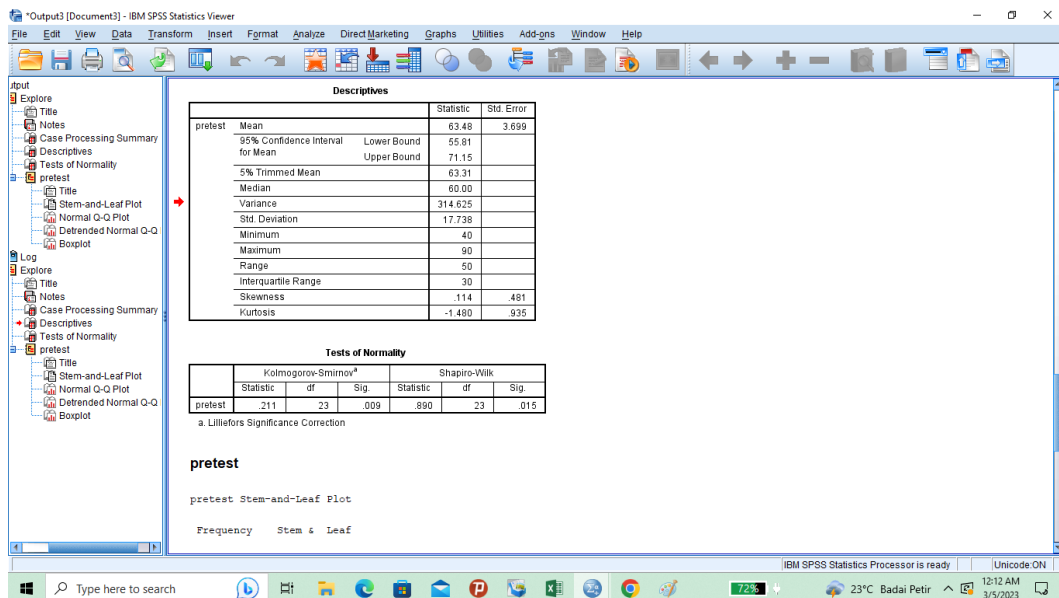 *Output3 [Document3] - IBM SPSS Statistics Viewer
File Edit View Data Transform Insert Format Analyze Direct Marketing Graphs Utilities Add-ons Window Help
Explore
Title
Notes
Case Processing Summary
Descriptives
Tests of Normality
pretest
Title
Stem-and-Leaf Plot
Normal Q-Q Plot
Detrended Normal Q-Q
Boxplot
Log
Explore
Title
Notes
Case Processing Summary
Descriptives
Tests of Normality
pretest
Title
Stem-and-Leaf Plot
Normal Q-Q Plot
Detrended Normal Q-Q
Boxplot
Descriptives
Statistic Std. Error
pretest Mean 63.48 3.699
95% Confidence Interval for Mean Lower Bound 55.81
Upper Bound 71.15
5% Trimmed Mean 63.31
Median 60.00
Variance 314.625
Std. Deviation 17.738
Minimum 40
Maximum 90
Range 50
Interquartile Range 30
Skewness .114 .481
Kurtosis -1.480 .935
Tests of Normality
Kolmogorov-Smirnovᵃ Shapiro-Wilk
Statistic df Sig. Statistic df Sig.
pretest .211 23 .009 .890 23 .015
a. Lilliefors Significance Correction
pretest
pretest Stem-and-Leaf Plot
Frequency Stem & Leaf
IBM SPSS Statistics Processor is ready Unicode:ON
Type here to search 72% 23°C Badai Petir 12:12 AM
3/5/2023